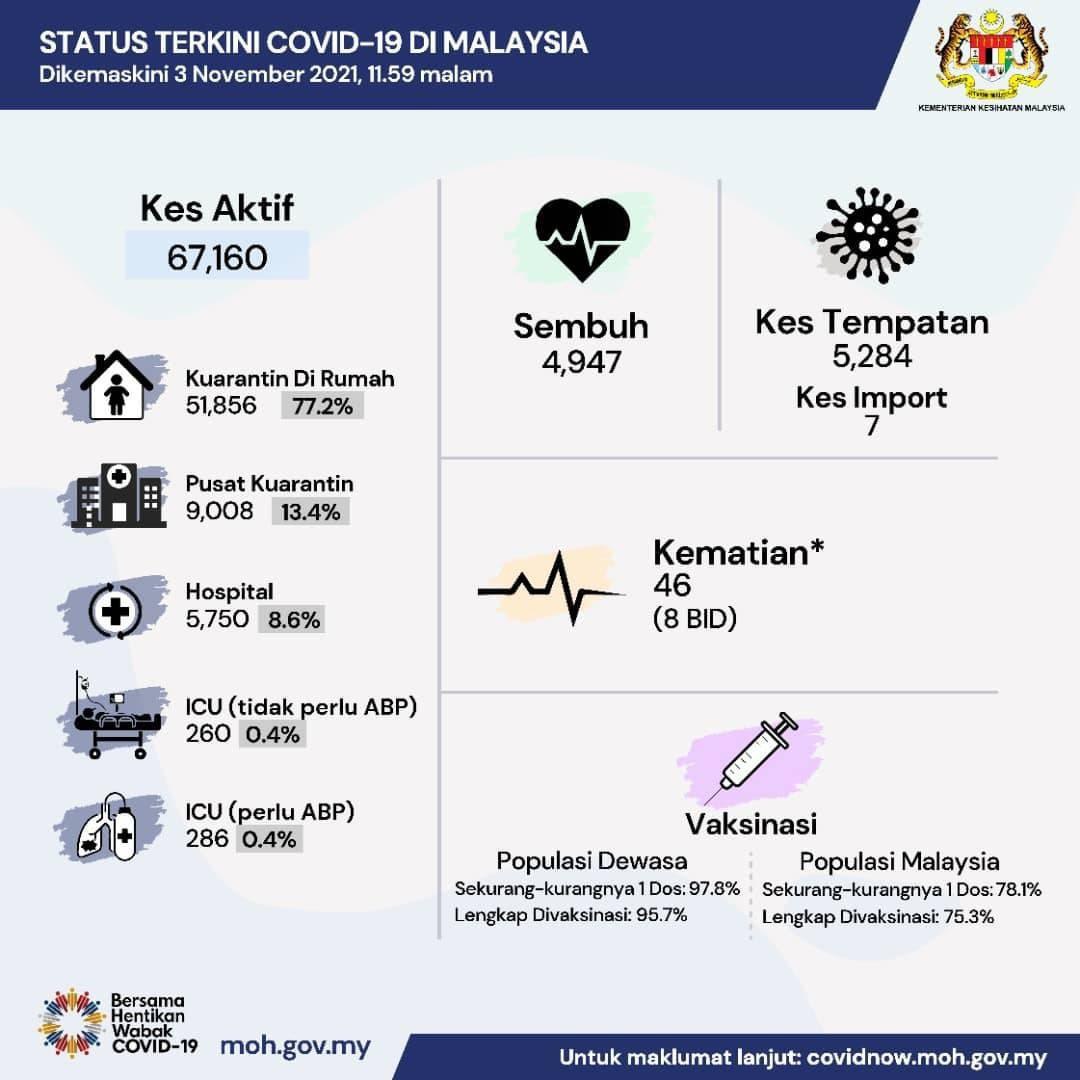 STATUS TERKINI COVID-19 DI MALAYSIA
Dikemaskini 3 November 2021, 11.59 malam
KEMENTERIAN KESIHATAN MALAYSIA
Kes Aktif
67,160
Kuarantin Di Rumah
51,856 77.2%
Pusat Kuarantin
9,008 13.4%
Hospital
5,750 8.6%
ICU (tidak perlu ABP)
260 0.4%
ICU (perlu ABP)
286 0.4%
Sembuh
4,947
Kes Tempatan
5,284
Kes Import
7
Kematian*
46
(8 BID)
Vaksinasi
Populasi Dewasa
Sekurang-kurangnya 1 Dos: 97.8%
Lengkap Divaksinasi: 95.7%
Populasi Malaysia
Sekurang-kurangnya 1 Dos: 78.1%
Lengkap Divaksinasi: 75.3%
Bersama
Hentikan
Wabak
COVID-19
moh.gov.my
Untuk maklumat lanjut: covidnow.moh.gov.my